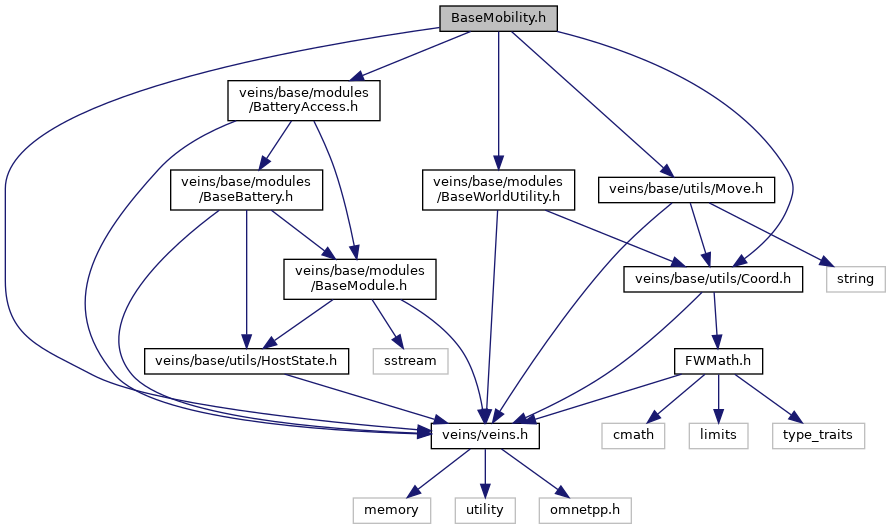 BaseMobility.h
veins/base/modules
/BatteryAccess.h
veins/base/modules
/BaseBattery.h
veins/base/modules
/BaseWorldUtility.h
veins/base/utils/Move.h
veins/base/modules
/BaseModule.h
veins/base/utils/Coord.h
string
veins/base/utils/HostState.h
sstream
FWMath.h
veins/veins.h
cmath
limits
type_traits
memory
utility
omnetpp.h